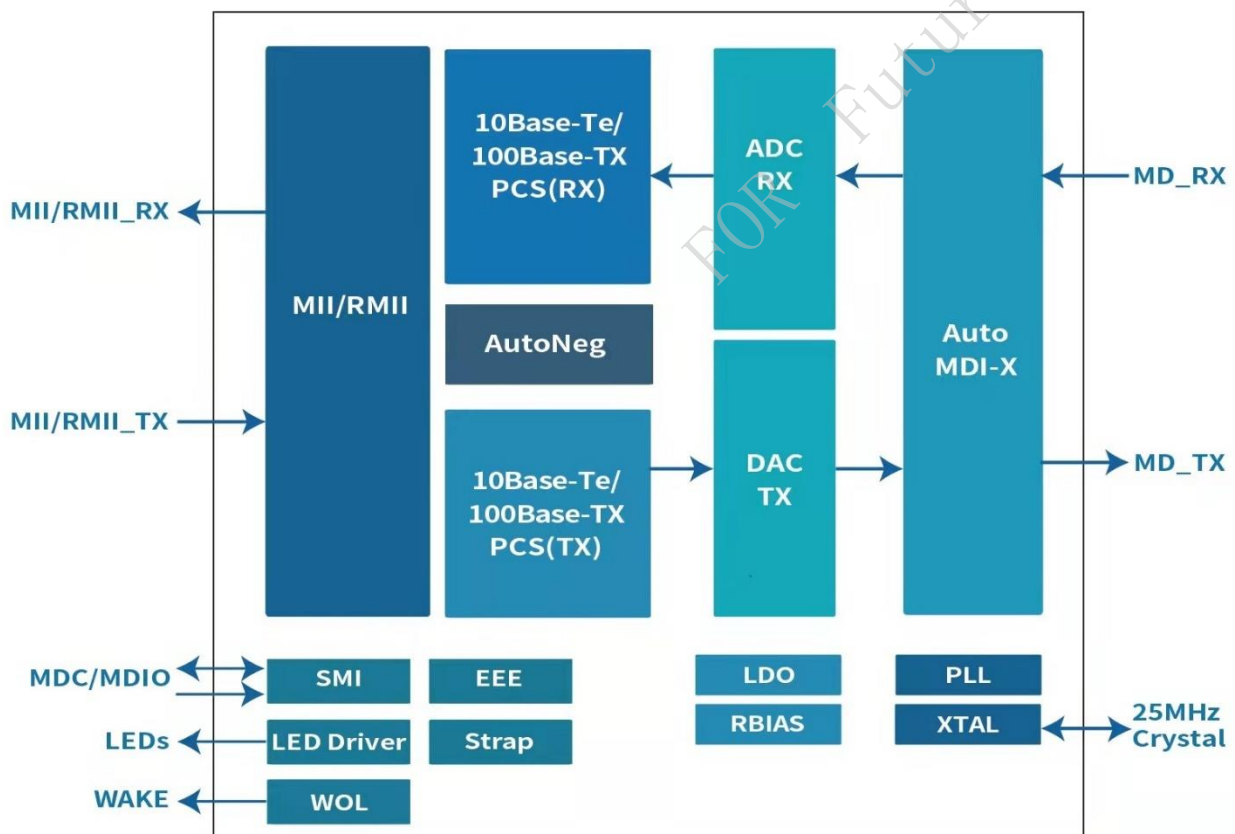 10Base-Te/
100Base-TX
PCS(RX)
ADC
RX
MD_RX
MII/RMII_RX
MII/RMII
AutoNeg
Auto
MDI-X
MII/RMII_TX
10Base-Te/
100Base-TX
PCS(TX)
DAC
TX
MD_TX
MDC/MDIO
SMI
EEE
LDO
PLL
LEDs
LED Driver
Strap
RBIAS
XTAL
25MHz
Crystal
WAKE
WOL
FOR